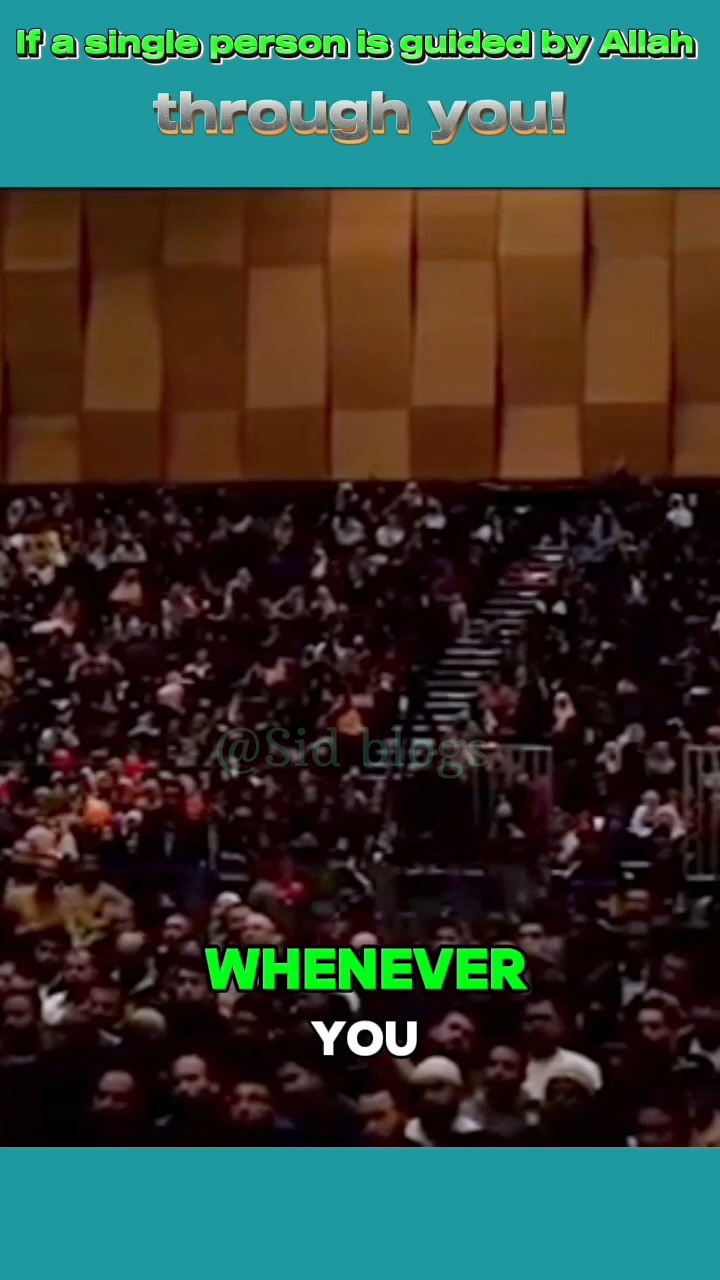 If a single person is guided by Allah
through you!
@Sid blogs
WHENEVER
YOU